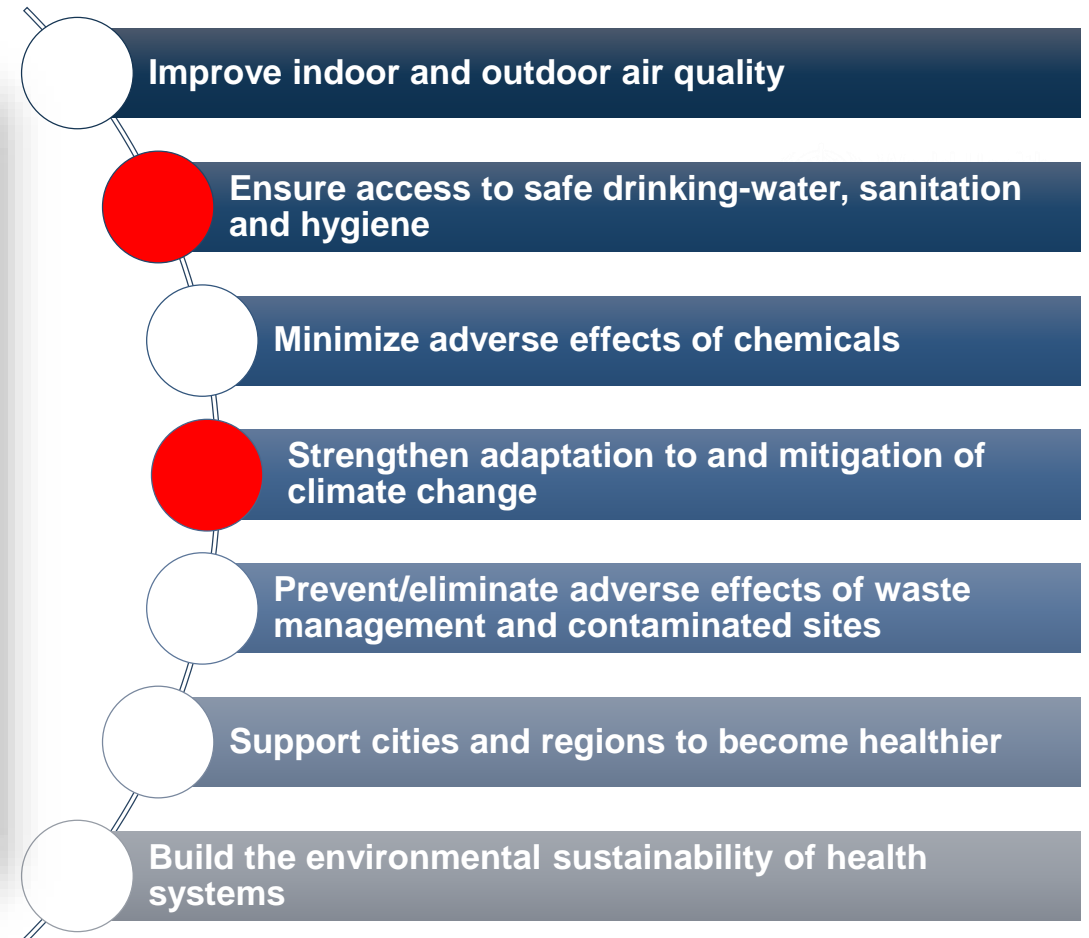 Improve indoor and outdoor air quality
Ensure access to safe drinking-water, sanitation
and hygiene
Minimize adverse effects of chemicals
Strengthen adaptation to and mitigation of
climate change
Prevent/eliminate adverse effects of waste
management and contaminated sites
Support cities and regions to become healthier
Build the environmental sustainability of health
systems